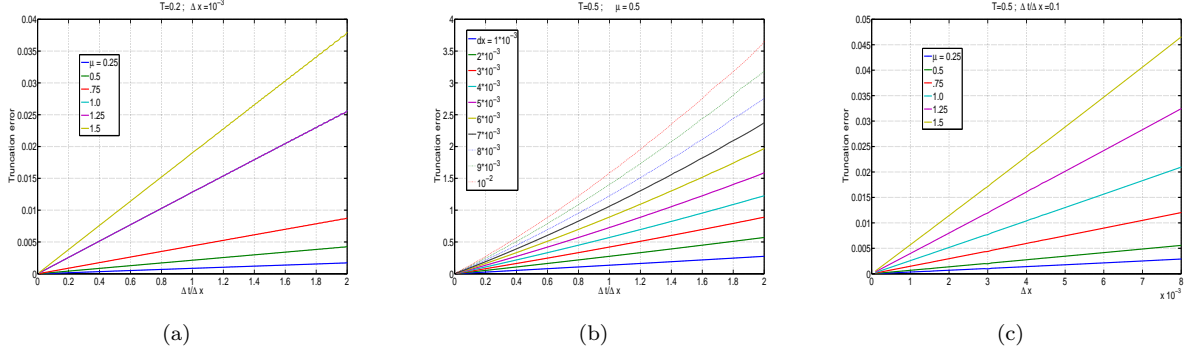 T=0.2 ; Δ x =10⁻³
Truncation error
0.04
0.035
0.03
0.025
0.02
0.015
0.01
0.005
0
μ = 0.25
0.5
.75
1.0
1.25
1.5
0 0.2 0.4 0.6 0.8 1 1.2 1.4 1.6 1.8 2
Δ t/Δ x
(a)
T=0.5 ; μ = 0.5
Truncation error
4
3.5
3
2.5
2
1.5
1
0.5
0
dx = 1*10⁻³
2*10⁻³
3*10⁻³
4*10⁻³
5*10⁻³
6*10⁻³
7*10⁻³
8*10⁻³
9*10⁻³
10⁻²
0 0.2 0.4 0.6 0.8 1 1.2 1.4 1.6 1.8 2
Δ t/Δ x
(b)
T=0.5 ; Δ t/Δ x =0.1
Truncation error
0.05
0.045
0.04
0.035
0.03
0.025
0.02
0.015
0.01
0.005
0
μ = 0.25
0.5
.75
1.0
1.25
1.5
0 1 2 3 4 5 6 7 8
Δ x
x 10⁻³
(c)